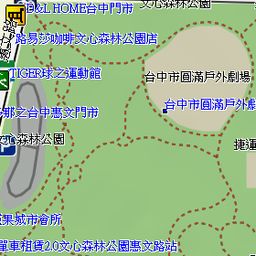 D&L HOME台中門市
文心森林公
路易莎咖啡文心森林公園店
TIGER球之運動館
台中市圓滿戶外劇場
台中市圓滿戶外
那之台中惠文門市
文心森林公園
捷運
果城市會所
單車租賃2.0文心森林公園惠文路站